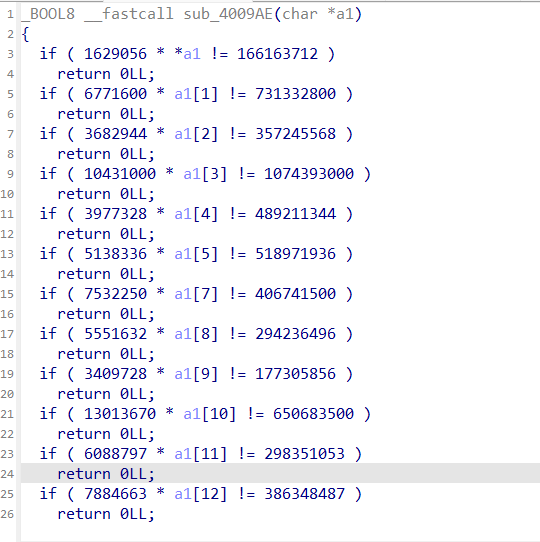 1 _BOOL8 __fastcall sub_4009AE(char *a1)
2 {
3 if ( 1629056 * *a1 != 166163712 )
4 return 0LL;
5 if ( 6771600 * a1[1] != 731332800 )
6 return 0LL;
7 if ( 3682944 * a1[2] != 357245568 )
8 return 0LL;
9 if ( 10431000 * a1[3] != 1074393000 )
10 return 0LL;
11 if ( 3977328 * a1[4] != 489211344 )
12 return 0LL;
13 if ( 5138336 * a1[5] != 518971936 )
14 return 0LL;
15 if ( 7532250 * a1[7] != 406741500 )
16 return 0LL;
17 if ( 5551632 * a1[8] != 294236496 )
18 return 0LL;
19 if ( 3409728 * a1[9] != 177305856 )
20 return 0LL;
21 if ( 13013670 * a1[10] != 650683500 )
22 return 0LL;
23 if ( 6088797 * a1[11] != 298351053 )
24 return 0LL;
25 if ( 7884663 * a1[12] != 386348487 )
26 return 0LL;